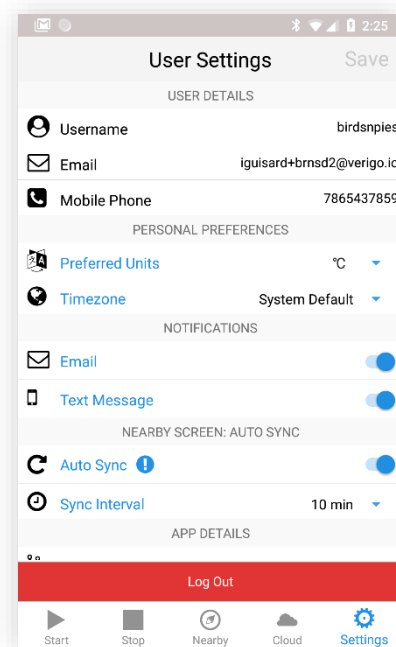 2:25
User Settings Save
USER DETAILS
Username birdsnpies
Email iguisard+brnsd2@verigo.io
Mobile Phone 7865437859
PERSONAL PREFERENCES
Preferred Units °C
Timezone System Default
NOTIFICATIONS
Email
Text Message
NEARBY SCREEN: AUTO SYNC
Auto Sync
Sync Interval 10 min
APP DETAILS
Log Out
Start Stop Nearby Cloud Settings